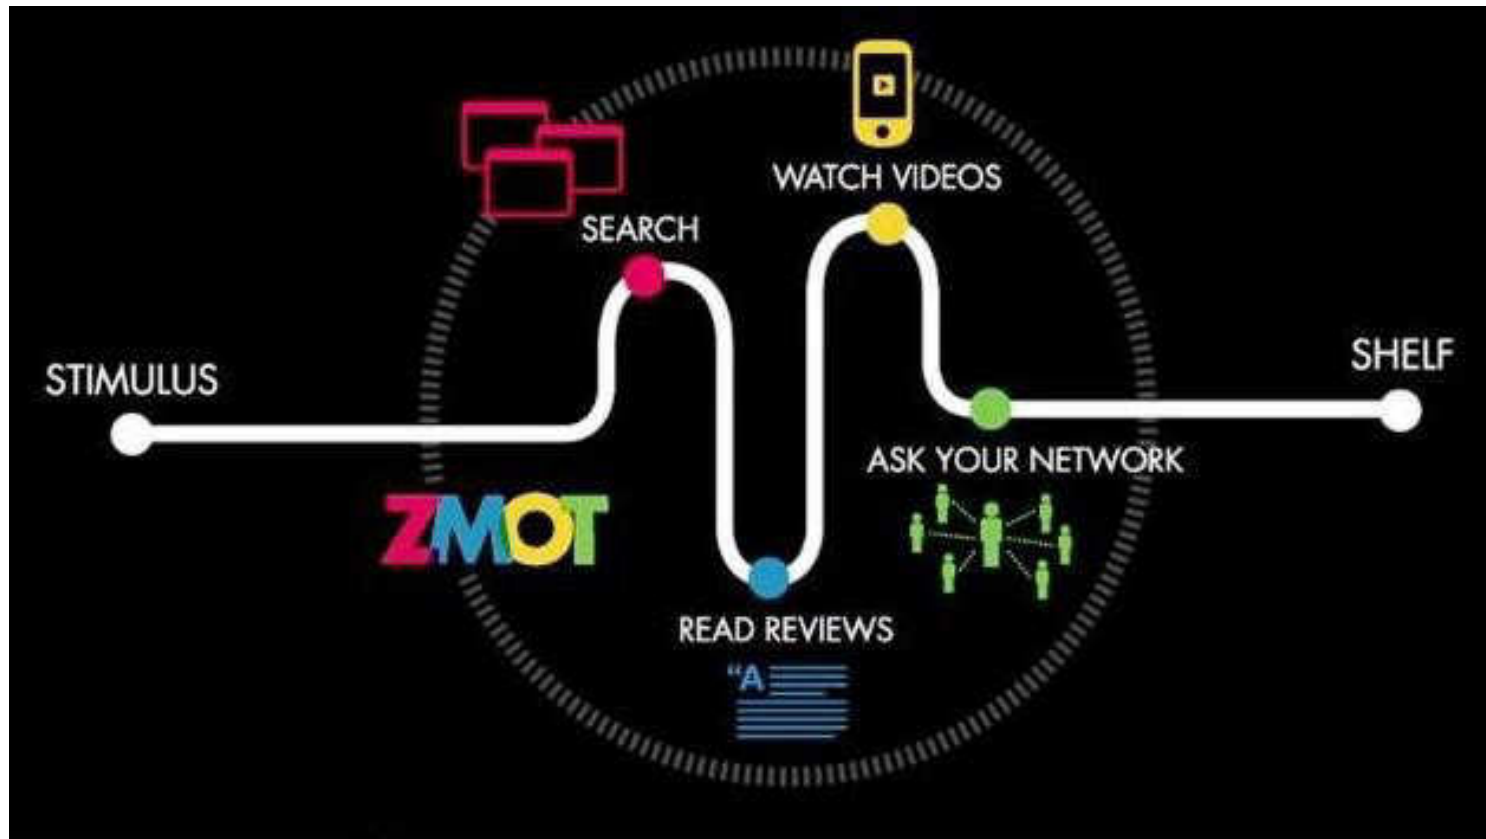 STIMULUS
SEARCH
WATCH VIDEOS
SHELF
ZMOT
ASK YOUR NETWORK
READ REVIEWS
“A